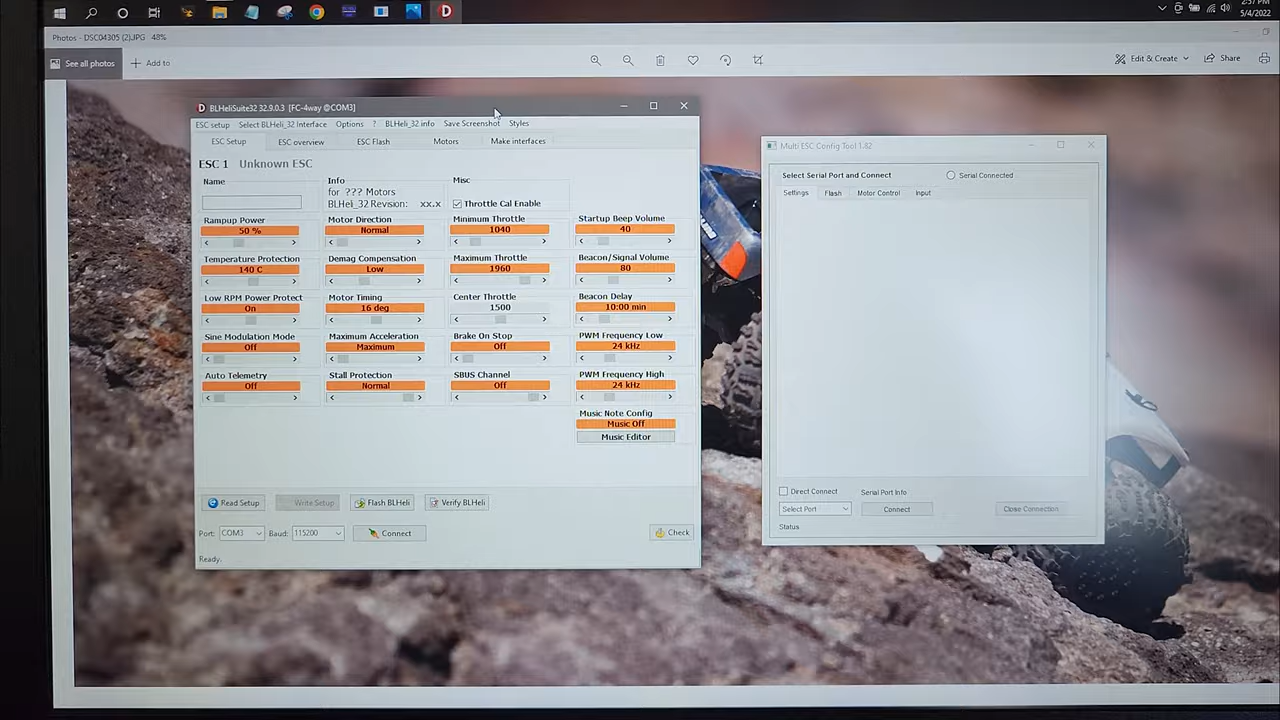 2:57 PM
5/4/2022
Photos - DSC04305 (2).JPG 48%
See all photos
Add to
Edit & Create
Share
BLHeliSuite32 32.9.0.3 [FC-4way @COM3]
ESC setup Select BLHeli_32 Interface Options ? BLHeli_32 info Save Screenshot Styles
ESC Setup ESC overview ESC Flash Motors Make interfaces
ESC 1 Unknown ESC
Name
Info
for ??? Motors
BLHeli_32 Revision: xx.x
Misc
Throttle Cal Enable
Rampup Power
50 %
Motor Direction
Normal
Minimum Throttle
1040
Startup Beep Volume
40
Temperature Protection
140 C
Demag Compensation
Low
Maximum Throttle
1960
Beacon/Signal Volume
80
Low RPM Power Protect
On
Motor Timing
16 deg
Center Throttle
1500
Beacon Delay
10:00 min
Sine Modulation Mode
Off
Maximum Acceleration
Maximum
Brake On Stop
Off
PWM Frequency Low
24 kHz
Auto Telemetry
Off
Stall Protection
Normal
SBUS Channel
Off
PWM Frequency High
24 kHz
Music Note Config
Music Off
Music Editor
Read Setup Write Setup Flash BLHeli Verify BLHeli
Port: COM3 Baud: 115200 Connect Check
Ready.
Multi ESC Config Tool 1.82
Select Serial Port and Connect Serial Connected
Settings Flash Motor Control Input
Direct Connect Serial Port Info
Select Port Connect Close Connection
Status